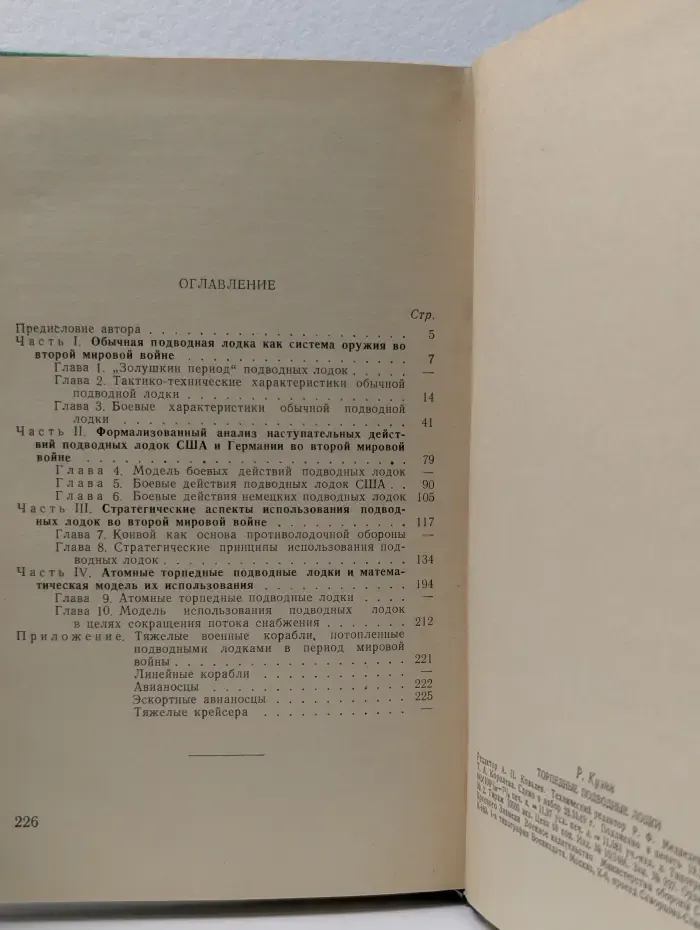 ОГЛАВЛЕНИЕ
Стр.
Предисловие автора . . . . . . . . . . . . . . . . . . . . 5
Часть I. Обычная подводная лодка как система оружия во
второй мировой войне . . . . . . . . . . . . . . . . . 7
Глава 1. „Золушкин период“ подводных лодок . . . . . —
Глава 2. Тактико-технические характеристики обычной
подводной лодки . . . . . . . . . . . . . . . . . 14
Глава 3. Боевые характеристики обычной подводной
лодки . . . . . . . . . . . . . . . . . . . . . . 41
Часть II. Формализованный анализ наступательных дейст-
вий подводных лодок США и Германии во второй мировой
войне . . . . . . . . . . . . . . . . . . . . . . . . 79
Глава 4. Модель боевых действий подводных лодок —
Глава 5. Боевые действия подводных лодок США . . 90
Глава 6. Боевые действия немецких подводных лодок 105
Часть III. Стратегические аспекты использования подвод-
ных лодок во второй мировой войне . . . . . . . . . . 117
Глава 7. Конвой как основа противолодочной обороны —
Глава 8. Стратегические принципы использования под-
водных лодок . . . . . . . . . . . . . . . . . . . 134
Часть IV. Атомные торпедные подводные лодки и матема-
тическая модель их использования . . . . . . . . . . . 194
Глава 9. Атомные торпедные подводные лодки . . . . —
Глава 10. Модель использования подводных лодок
в целях сокращения потока снабжения . . . . . . . 212
Приложение. Тяжелые военные корабли, потопленные
подводными лодками в период мировой
войны . . . . . . . . . . . . . . . . . . 221
Линейные корабли . . . . . . . . . . . . —
Авианосцы . . . . . . . . . . . . . . . . 222
Эскортные авианосцы . . . . . . . . . . . 225
Тяжелые крейсера . . . . . . . . . . . . —
226
ТОРПЕДНЫЕ ПОДВОДНЫЕ ЛОДКИ
Редактор А. П. Технический редактор Р. Ф.